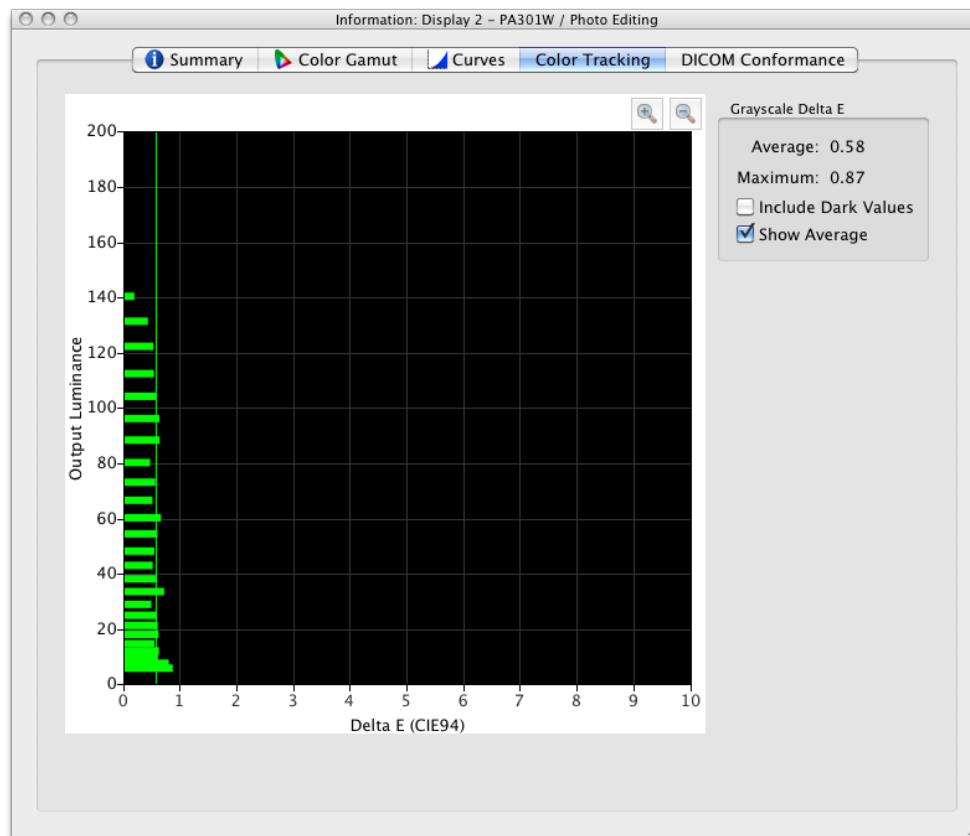 Information: Display 2 – PA301W / Photo Editing
Summary
Color Gamut
Curves
Color Tracking
DICOM Conformance
Grayscale Delta E
Average: 0.58
Maximum: 0.87
Include Dark Values
Show Average
Output Luminance
200
180
160
140
120
100
80
60
40
20
0
0 1 2 3 4 5 6 7 8 9 10
Delta E (CIE94)